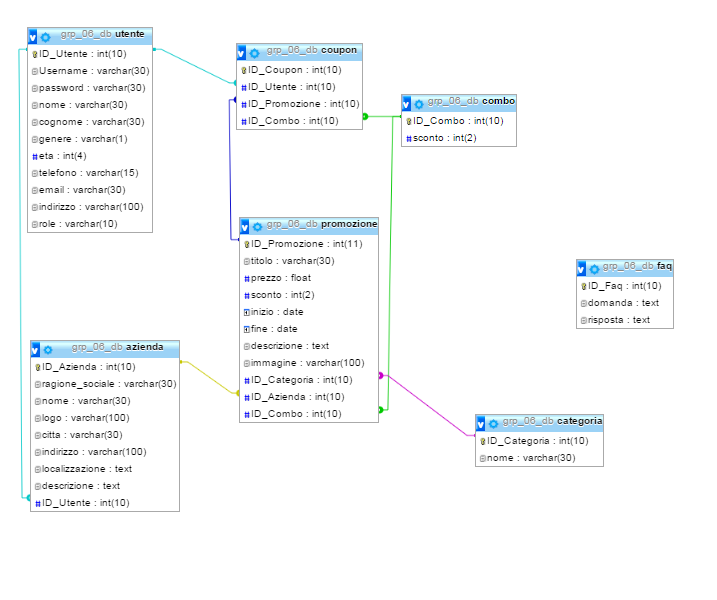 grp_06_db utente
ID_Utente : int(10)
Username : varchar(30)
password : varchar(30)
nome : varchar(30)
cognome : varchar(30)
genere : varchar(1)
eta : int(4)
telefono : varchar(15)
email : varchar(30)
indirizzo : varchar(100)
role : varchar(10)
grp_06_db coupon
ID_Coupon : int(10)
ID_Utente : int(10)
ID_Promozione : int(10)
ID_Combo : int(10)
grp_06_db combo
ID_Combo : int(10)
sconto : int(2)
grp_06_db promozione
ID_Promozione : int(11)
titolo : varchar(30)
prezzo : float
sconto : int(2)
inizio : date
fine : date
descrizione : text
immagine : varchar(100)
ID_Categoria : int(10)
ID_Azienda : int(10)
ID_Combo : int(10)
grp_06_db faq
ID_Faq : int(10)
domanda : text
risposta : text
grp_06_db azienda
ID_Azienda : int(10)
ragione_sociale : varchar(30)
nome : varchar(30)
logo : varchar(100)
citta : varchar(30)
indirizzo : varchar(100)
localizzazione : text
descrizione : text
ID_Utente : int(10)
grp_06_db categoria
ID_Categoria : int(10)
nome : varchar(30)